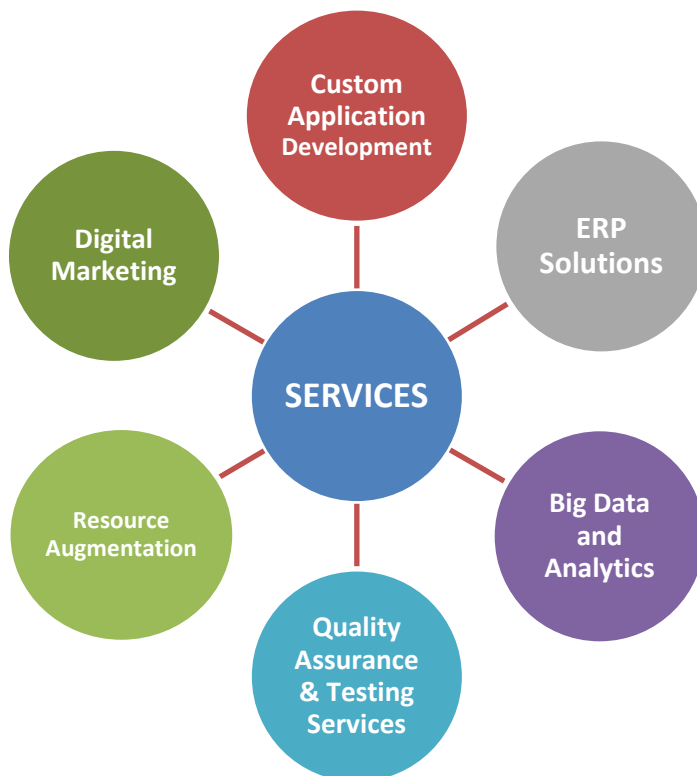 Custom
Application
Development
ERP
Solutions
Digital
Marketing
SERVICES
Big Data
and
Analytics
Resource
Augmentation
Quality
Assurance
& Testing
Services